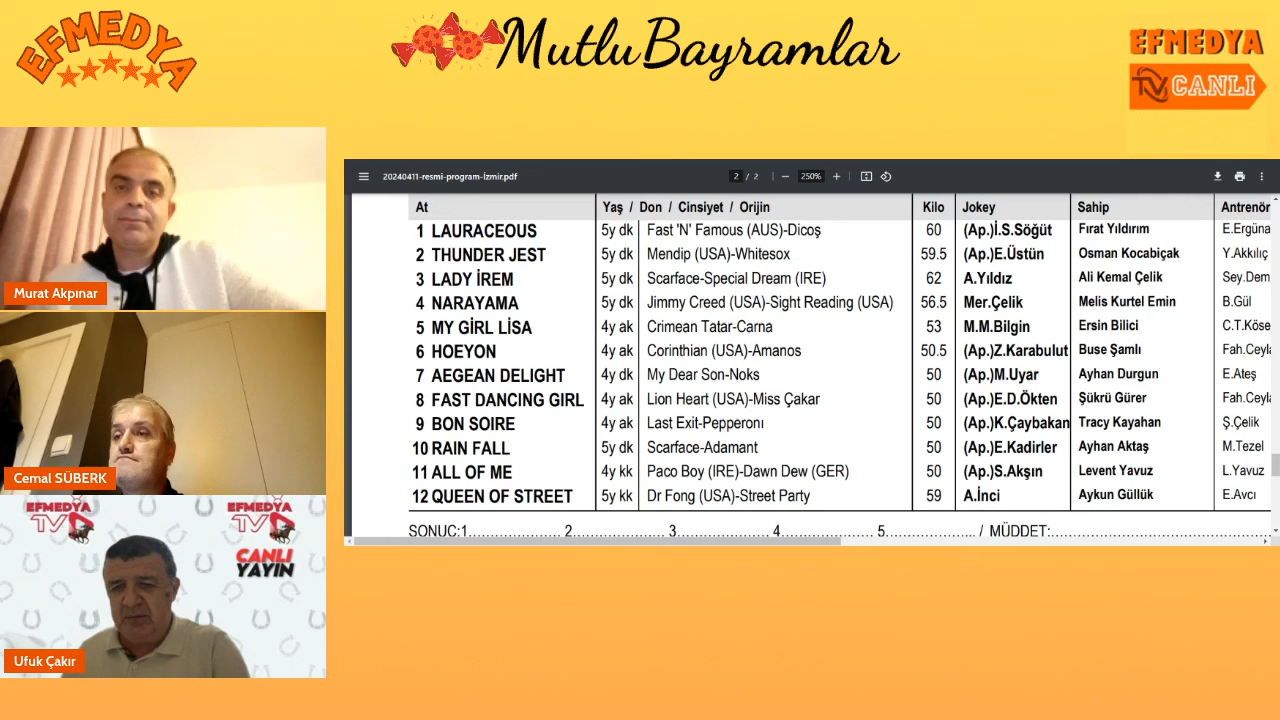 EFMEDYA
Mutlu Bayramlar
EFMEDYA
TV CANLI
Murat Akpınar
Cemal SÜBERK
EFMEDYA
TV
EFMEDYA
TV
CANLI
YAYIN
Ufuk Çakır
20240411-resmi-program-İzmir.pdf
2 / 2
250%
At Yaş / Don / Cinsiyet / Orijin Kilo Jokey Sahip Antrenör
1 LAURACEOUS 5y dk Fast 'N' Famous (AUS)-Dicoş 60 (Ap.)İ.S.Söğüt Fırat Yıldırım E.Ergüna
2 THUNDER JEST 5y dk Mendip (USA)-Whitesox 59.5 (Ap.)E.Üstün Osman Kocabiçak Y.Akkılıç
3 LADY İREM 5y dk Scarface-Special Dream (IRE) 62 A.Yıldız Ali Kemal Çelik Sey.Dem
4 NARAYAMA 5y dk Jimmy Creed (USA)-Sight Reading (USA) 56.5 Mer.Çelik Melis Kurtel Emin B.Gül
5 MY GİRL LİSA 4y ak Crimean Tatar-Carna 53 M.M.Bilgin Ersin Bilici C.T.Köse
6 HOEYON 4y ak Corinthian (USA)-Amanos 50.5 (Ap.)Z.Karabulut Buse Şamlı Fah.Ceyla
7 AEGEAN DELIGHT 4y dk My Dear Son-Noks 50 (Ap.)M.Uyar Ayhan Durgun E.Ateş
8 FAST DANCING GIRL 4y ak Lion Heart (USA)-Miss Çakar 50 (Ap.)E.D.Ökten Şükrü Gürer Fah.Ceyla
9 BON SOIRE 4y ak Last Exit-Pepperonı 50 (Ap.)K.Çaybakan Tracy Kayahan Ş.Çelik
10 RAIN FALL 5y dk Scarface-Adamant 50 (Ap.)E.Kadirler Ayhan Aktaş M.Tezel
11 ALL OF ME 4y kk Paco Boy (IRE)-Dawn Dew (GER) 50 (Ap.)S.Akşın Levent Yavuz L.Yavuz
12 QUEEN OF STREET 5y kk Dr Fong (USA)-Street Party 59 A.İnci Aykun Güllük E.Avcı
SONUÇ:1.................... 2.................... 3.................... 4.................... 5.................... / MÜDDET:....................